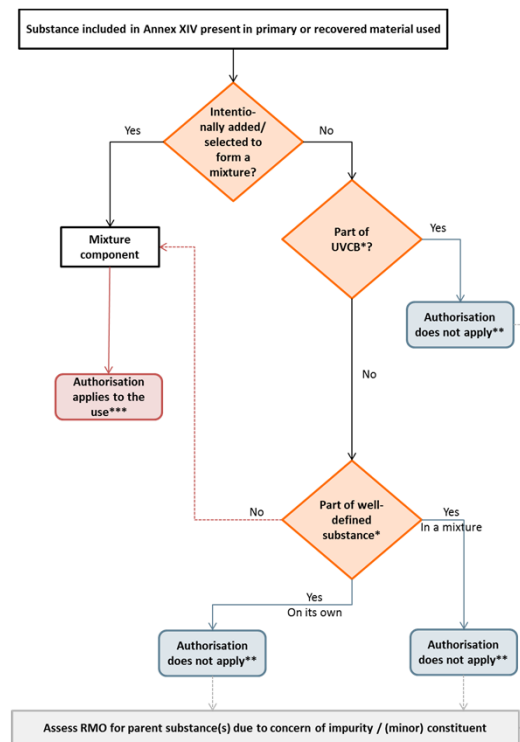 Substance included in Annex XIV present in primary or recovered material used
Intentio-
nally added/
selected to
form a
mixture?
Yes
No
Mixture
component
Part of
UVCB*?
Yes
Authorisation
does not apply**
Authorisation
applies to the
use***
No
Part of well-
defined
substance*
No
Yes
In a mixture
Yes
On its own
Authorisation
does not apply**
Authorisation
does not apply**
Assess RMO for parent substance(s) due to concern of impurity / (minor) constituent